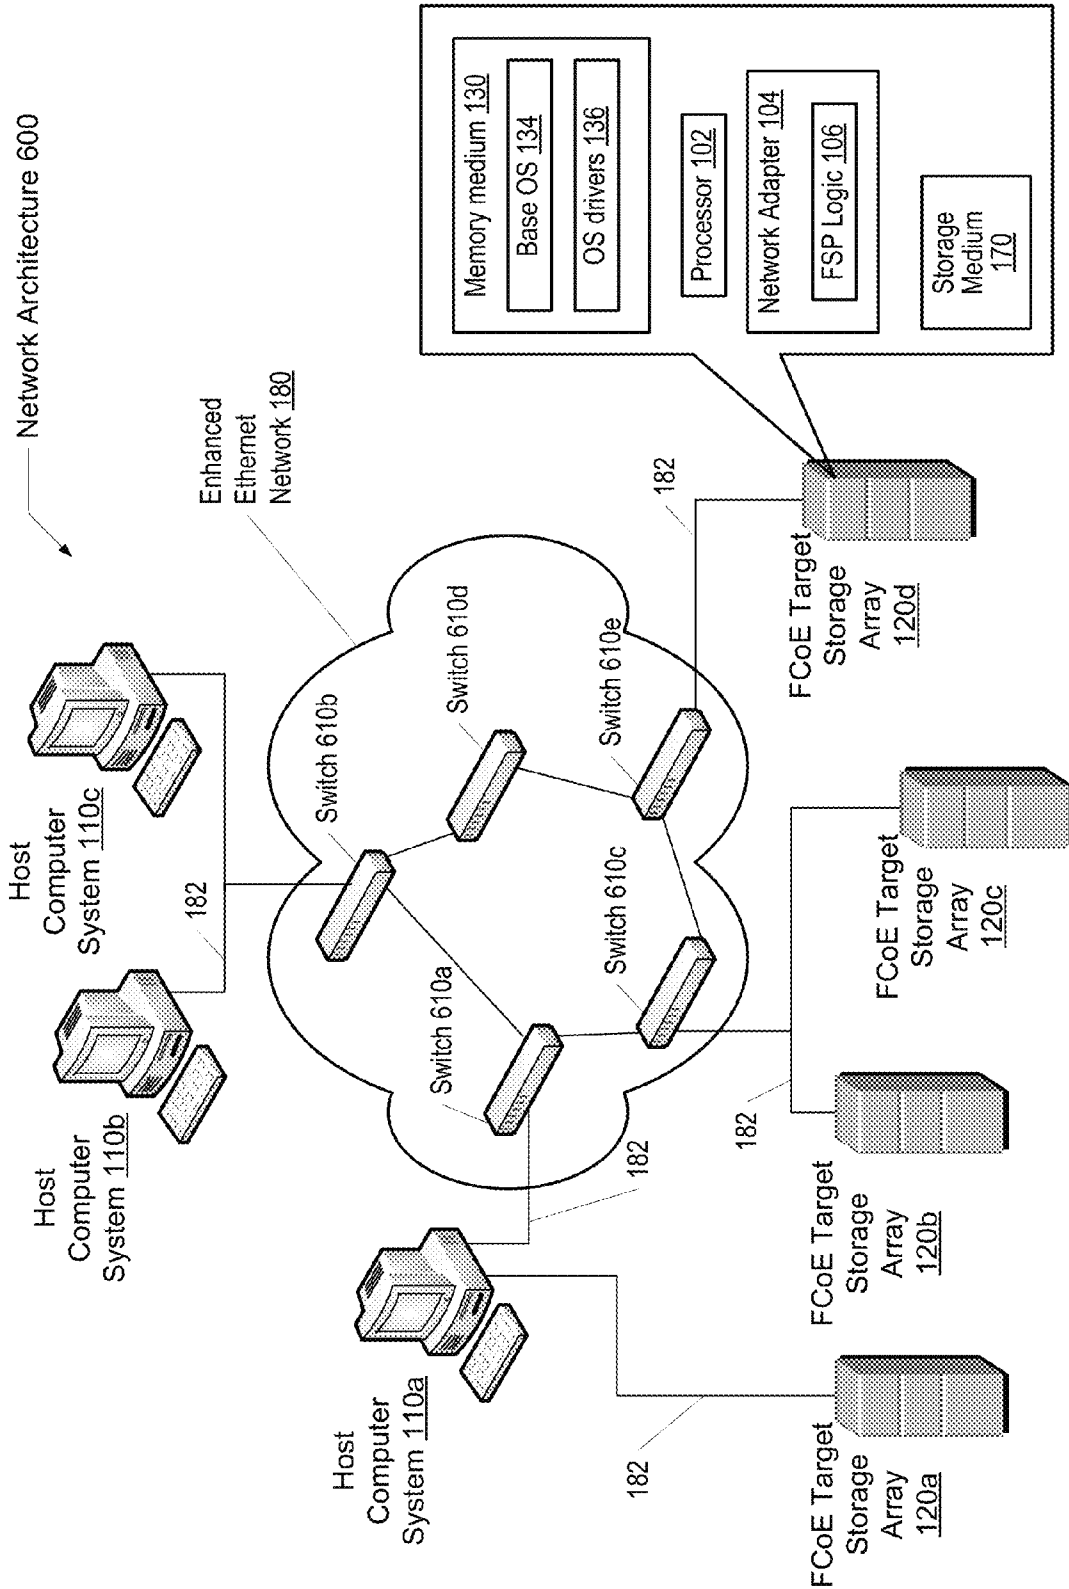 Network Architecture 600
Host
Computer
System 110c
182
Host
Computer
System 110b
Enhanced
Ethernet
Network 180
Switch 610b
Switch 610d
Switch 610a
Switch 610c
Switch 610e
182
Host
Computer
System 110a
182
182
182
FCoE Target
Storage
Array
120a
FCoE Target
Storage
Array
120b
FCoE Target
Storage
Array
120c
FCoE Target
Storage
Array
120d
Memory medium 130
Base OS 134
OS drivers 136
Processor 102
Network Adapter 104
FSP Logic 106
Storage
Medium
170